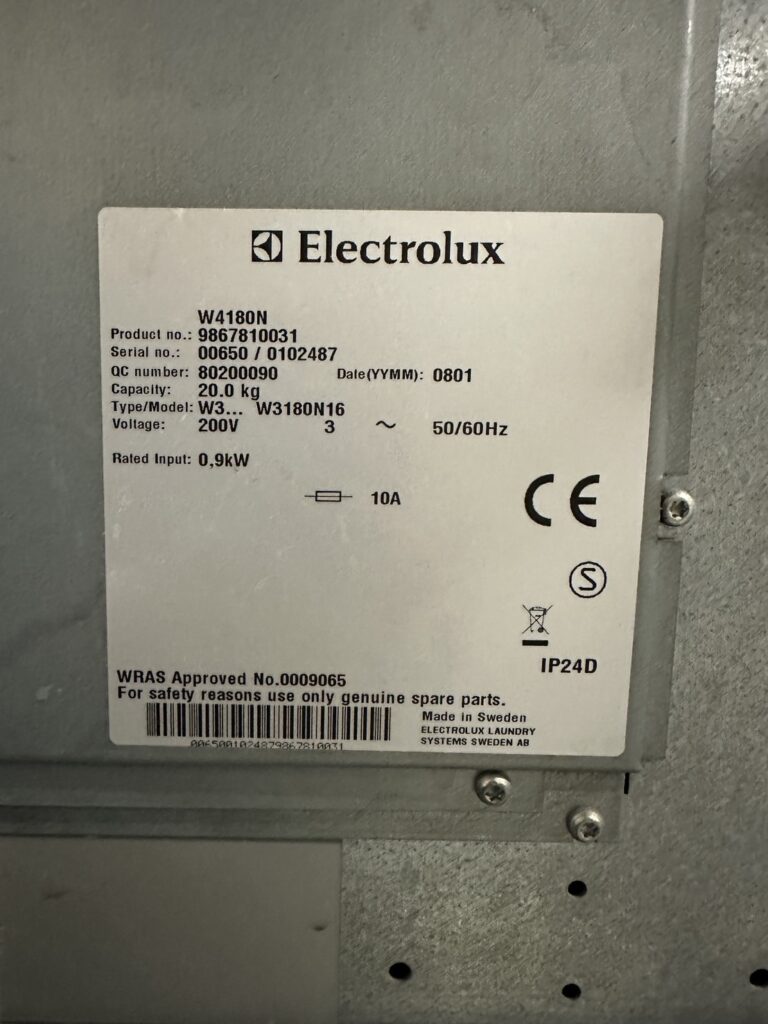 Electrolux
W4180N
Product no.: 9867810031
Serial no.: 00650 / 0102487
QC number: 80200090 Date(YYMM): 0801
Capacity: 20.0 kg
Type/Model: W3... W3180N16
Voltage: 200V 3 ~ 50/60Hz
Rated Input: 0,9kW
10A
CE
S
IP24D
WRAS Approved No.0009065
For safety reasons use only genuine spare parts.
Made in Sweden
ELECTROLUX LAUNDRY
SYSTEMS SWEDEN AB
0065001024879867810031